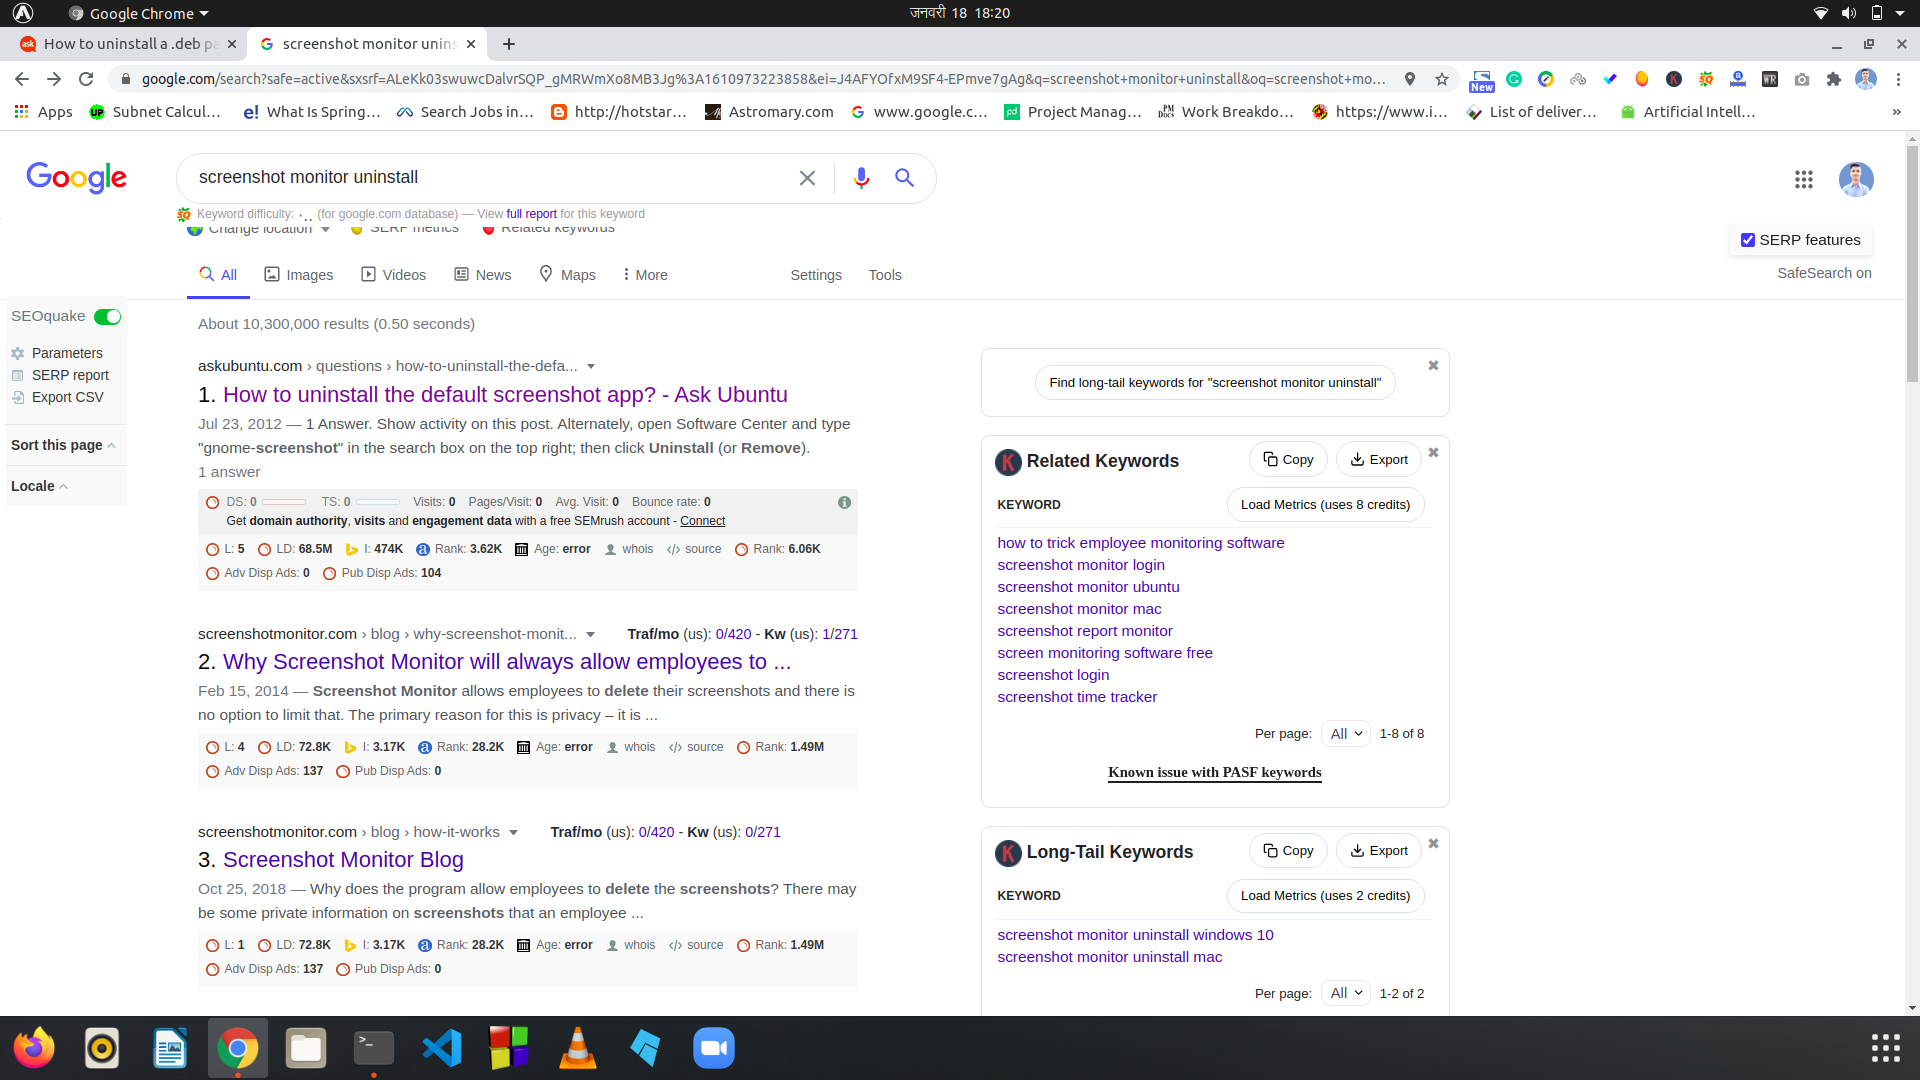 Google Chrome
जनवरी 18 18:20
How to uninstall a .deb pa
screenshot monitor unins
google.com/search?safe=active&sxsrf=ALeKk03swuwcDalvrSQP_gMRWmXo8MB3Jg%3A1610973223858&ei=J4AFYOfxM9SF4-EPmve7gAg&q=screenshot+monitor+uninstall&oq=screenshot+mo...
New
Apps
Subnet Calcul...
What Is Spring...
Search Jobs in...
http://hotstar...
Astromary.com
www.google.c...
Project Manag...
Work Breakdo...
https://www.i...
List of deliver...
Artificial Intell...
»
Google
screenshot monitor uninstall
Keyword difficulty: (for google.com database) — View full report for this keyword
Change location
SERP metrics
Related keywords
SERP features
All
Images
Videos
News
Maps
More
Settings
Tools
SafeSearch on
SEOquake
Parameters
SERP report
Export CSV
Sort this page
Locale
About 10,300,000 results (0.50 seconds)
askubuntu.com › questions › how-to-uninstall-the-defa...
1. How to uninstall the default screenshot app? - Ask Ubuntu
Jul 23, 2012 — 1 Answer. Show activity on this post. Alternately, open Software Center and type
"gnome-screenshot" in the search box on the top right; then click Uninstall (or Remove).
1 answer
DS: 0 TS: 0 Visits: 0 Pages/Visit: 0 Avg. Visit: 0 Bounce rate: 0
Get domain authority, visits and engagement data with a free SEMrush account - Connect
L: 5 LD: 68.5M I: 474K Rank: 3.62K Age: error whois source Rank: 6.06K
Adv Disp Ads: 0 Pub Disp Ads: 104
screenshotmonitor.com › blog › why-screenshot-monit... Traf/mo (us): 0/420 - Kw (us): 1/271
2. Why Screenshot Monitor will always allow employees to ...
Feb 15, 2014 — Screenshot Monitor allows employees to delete their screenshots and there is
no option to limit that. The primary reason for this is privacy – it is ...
L: 4 LD: 72.8K I: 3.17K Rank: 28.2K Age: error whois source Rank: 1.49M
Adv Disp Ads: 137 Pub Disp Ads: 0
screenshotmonitor.com › blog › how-it-works Traf/mo (us): 0/420 - Kw (us): 0/271
3. Screenshot Monitor Blog
Oct 25, 2018 — Why does the program allow employees to delete the screenshots? There may
be some private information on screenshots that an employee ...
L: 1 LD: 72.8K I: 3.17K Rank: 28.2K Age: error whois source Rank: 1.49M
Adv Disp Ads: 137 Pub Disp Ads: 0
Find long-tail keywords for "screenshot monitor uninstall"
Related Keywords
Copy
Export
KEYWORD
Load Metrics (uses 8 credits)
how to trick employee monitoring software
screenshot monitor login
screenshot monitor ubuntu
screenshot monitor mac
screenshot report monitor
screen monitoring software free
screenshot login
screenshot time tracker
Per page: All 1-8 of 8
Known issue with PASF keywords
Long-Tail Keywords
Copy
Export
KEYWORD
Load Metrics (uses 2 credits)
screenshot monitor uninstall windows 10
screenshot monitor uninstall mac
Per page: All 1-2 of 2